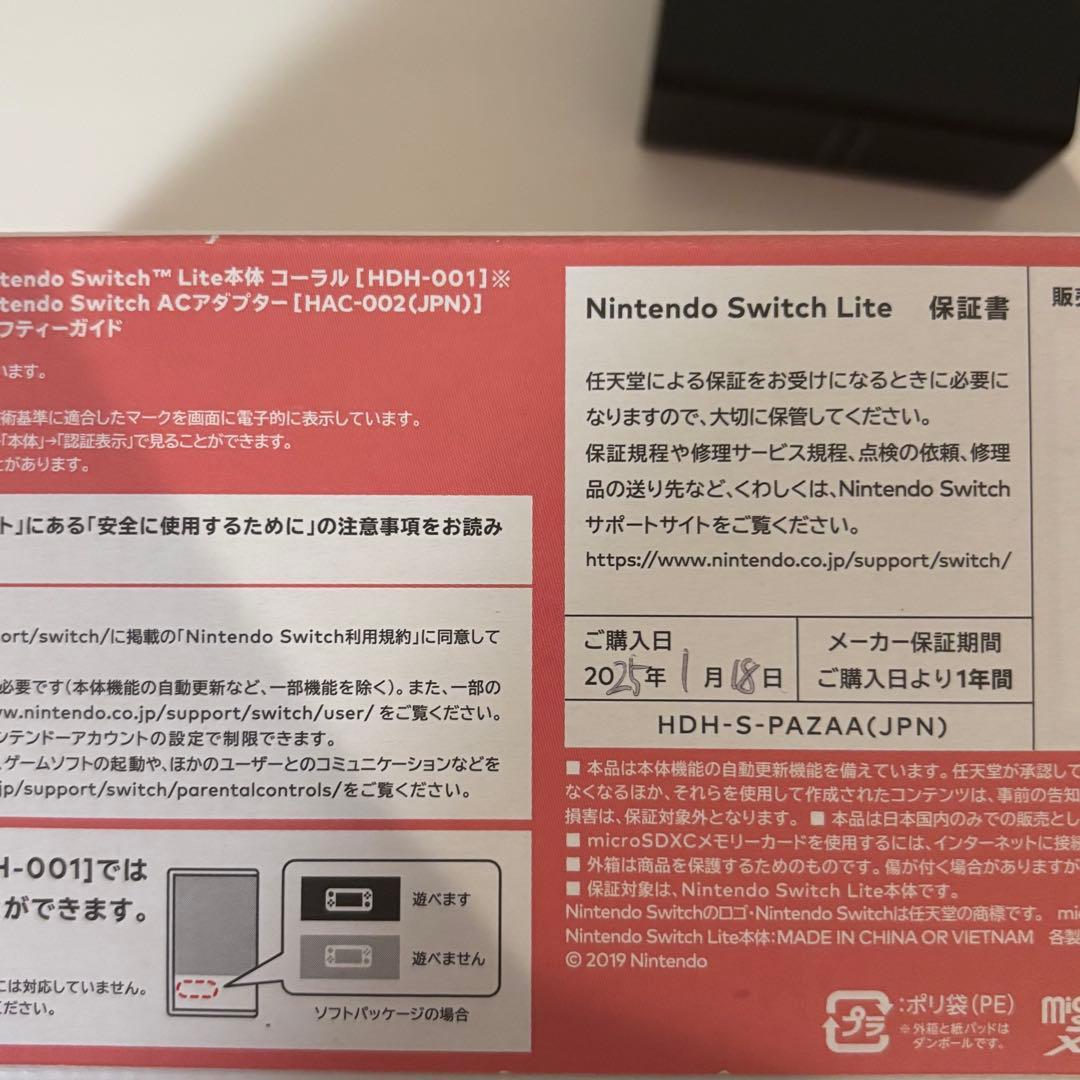 tendo Switch™ Lite本体 コーラル [HDH-001]※
tendo Switch ACアダプター [HAC-002(JPN)]
フティーガイド
います。
術基準に適合したマークを画面に電子的に表示しています。
「本体」→「認証表示」で見ることができます。
とがあります。
ト」にある「安全に使用するために」の注意事項をお読み
ort/switch/に掲載の「Nintendo Switch利用規約」に同意して
必要です(本体機能の自動更新など、一部機能を除く)。また、一部の
w.nintendo.co.jp/support/switch/user/ をご覧ください。
ンテンドーアカウントの設定で制限できます。
、ゲームソフトの起動や、ほかのユーザーとのコミュニケーションなどを
jp/support/switch/parentalcontrols/をご覧ください。
H-001]では
ができます。
には対応していません。
ください。
遊べます
遊べません
ソフトパッケージの場合
Nintendo Switch Lite 保証書
任天堂による保証をお受けになるときに必要に
なりますので、大切に保管してください。
保証規程や修理サービス規程、点検の依頼、修理
品の送り先など、くわしくは、Nintendo Switch
サポートサイトをご覧ください。
https://www.nintendo.co.jp/support/switch/
ご購入日
2025年 1月18日
メーカー保証期間
ご購入日より1年間
HDH-S-PAZAA(JPN)
販売
■ 本品は本体機能の自動更新機能を備えています。任天堂が承認して
なくなるほか、それらを使用して作成されたコンテンツは、事前の告知
損害は、保証対象外となります。 ■ 本品は日本国内のみでの販売とし
■ microSDXCメモリーカードを使用するには、インターネットに接続
■ 外箱は商品を保護するためのものです。傷が付く場合がありますが
■ 保証対象は、Nintendo Switch Lite本体です。
Nintendo Switchのロゴ・Nintendo Switchは任天堂の商標です。 mi
Nintendo Switch Lite本体:MADE IN CHINA OR VIETNAM 各製
© 2019 Nintendo
プラ
:ポリ袋(PE)
※外箱と紙パッドは
ダンボールです。
micr
X